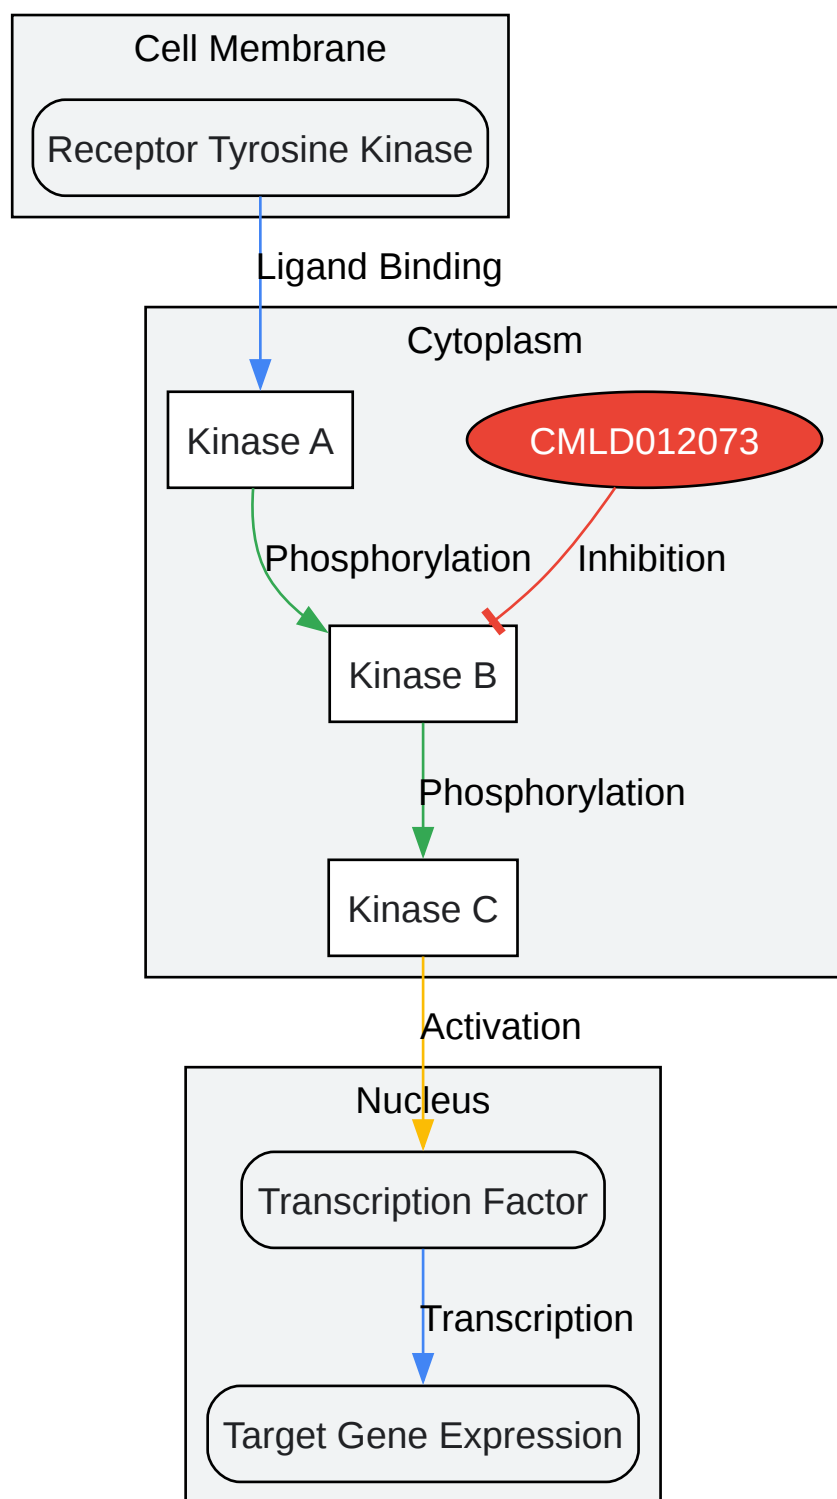 Cell Membrane
Receptor Tyrosine Kinase
Ligand Binding
Cytoplasm
Kinase A
CMLD012073
Phosphorylation
Inhibition
Kinase B
Phosphorylation
Kinase C
Activation
Nucleus
Transcription Factor
Transcription
Target Gene Expression